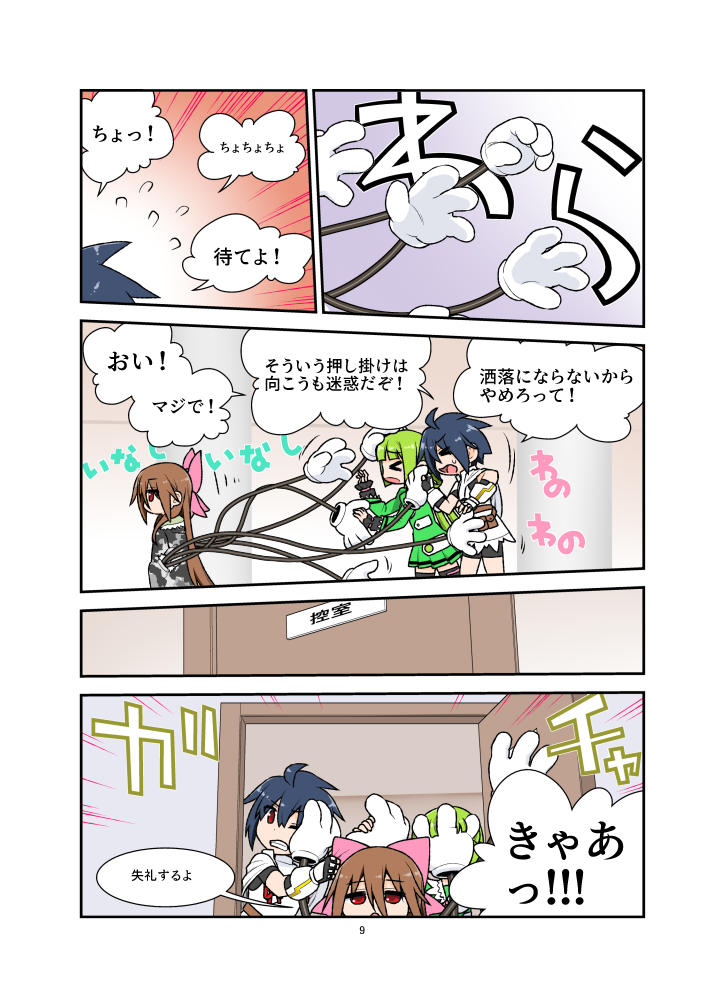 わら
ちょっ！
ちょちょちょ
待てよ！
洒落にならないから
やめろって！
そういう押し掛けは
向こうも迷惑だぞ！
おい！
マジで！
わの
わの
いなし
いなし
控室
ガチャ
きゃあ
っ!!!
失礼するよ
9